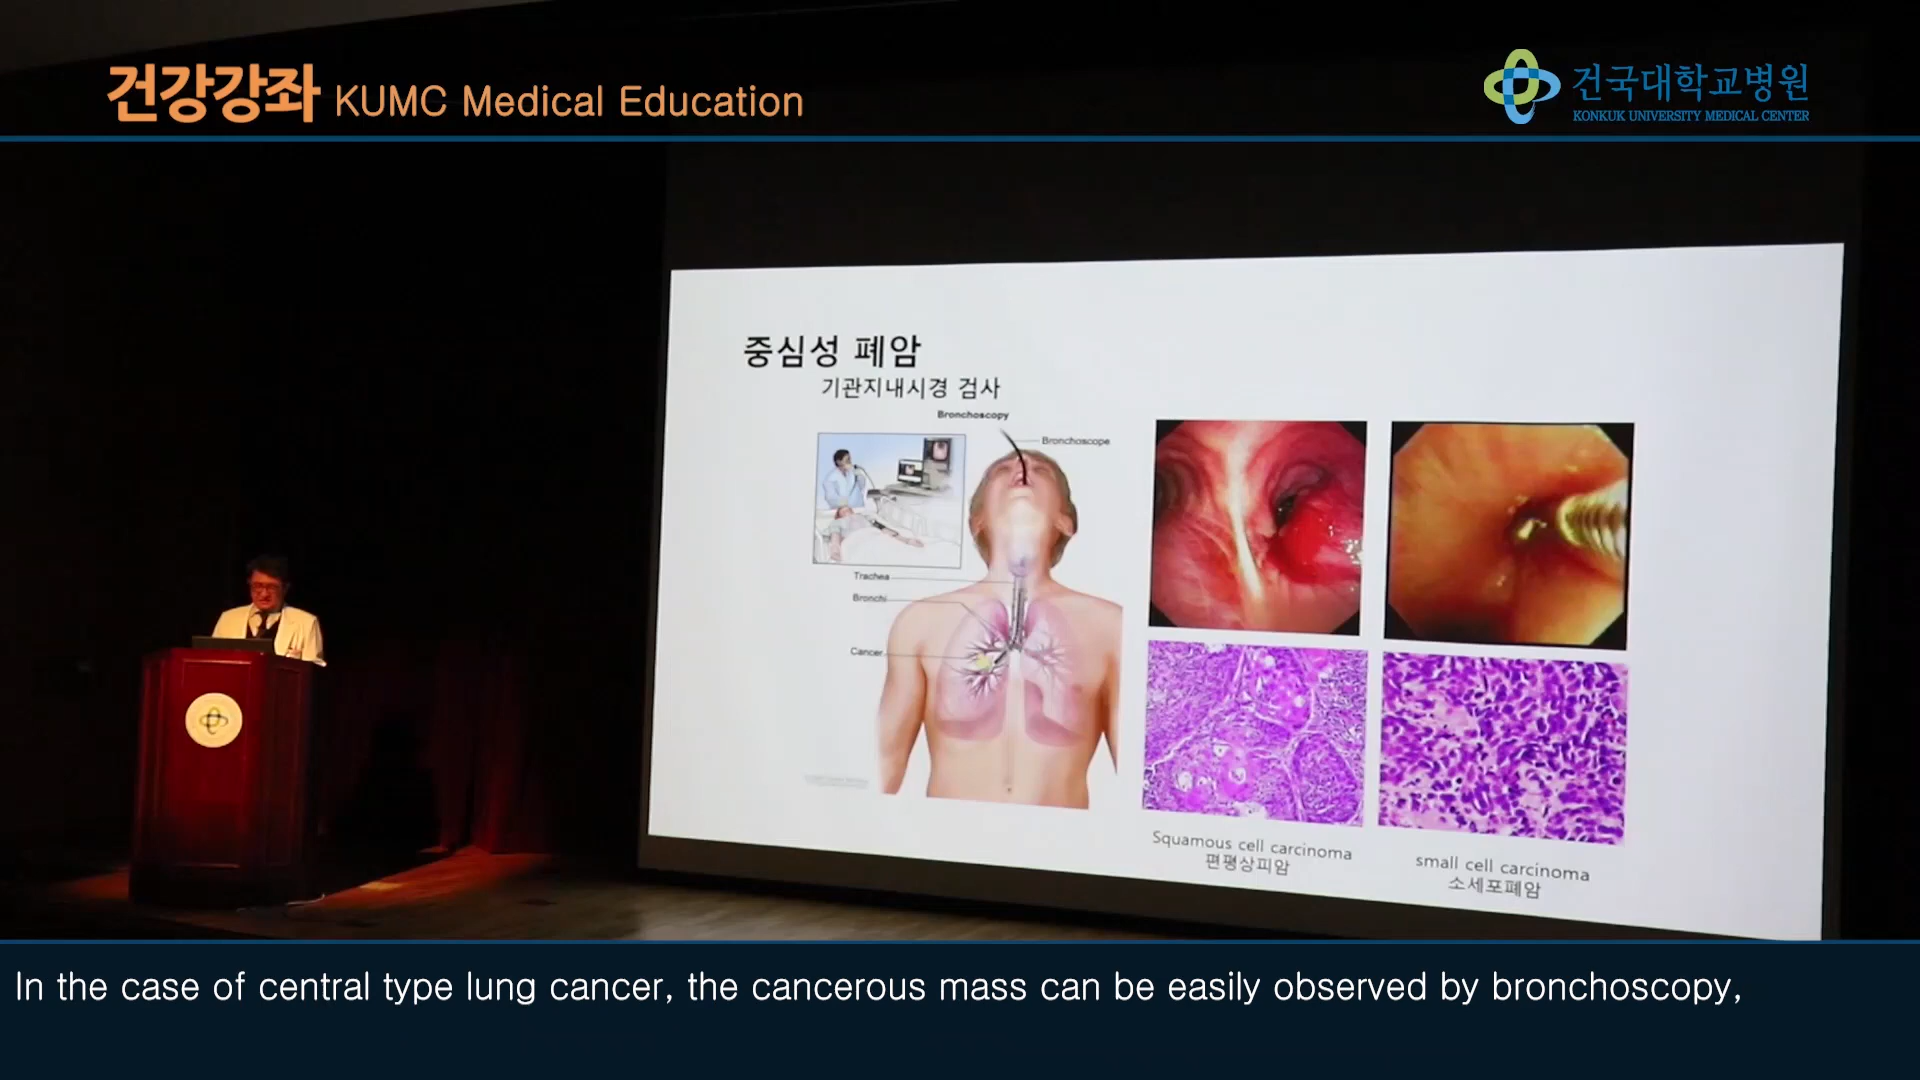 건강강좌 KUMC Medical Education
건국대학교병원
KONKUK UNIVERSITY MEDICAL CENTER
중심성 폐암
기관지내시경 검사
Bronchoscopy
Bronchoscope
Trachea
Bronchi
Cancer
Squamous cell carcinoma
편평상피암
small cell carcinoma
소세포폐암
In the case of central type lung cancer, the cancerous mass can be easily observed by bronchoscopy,